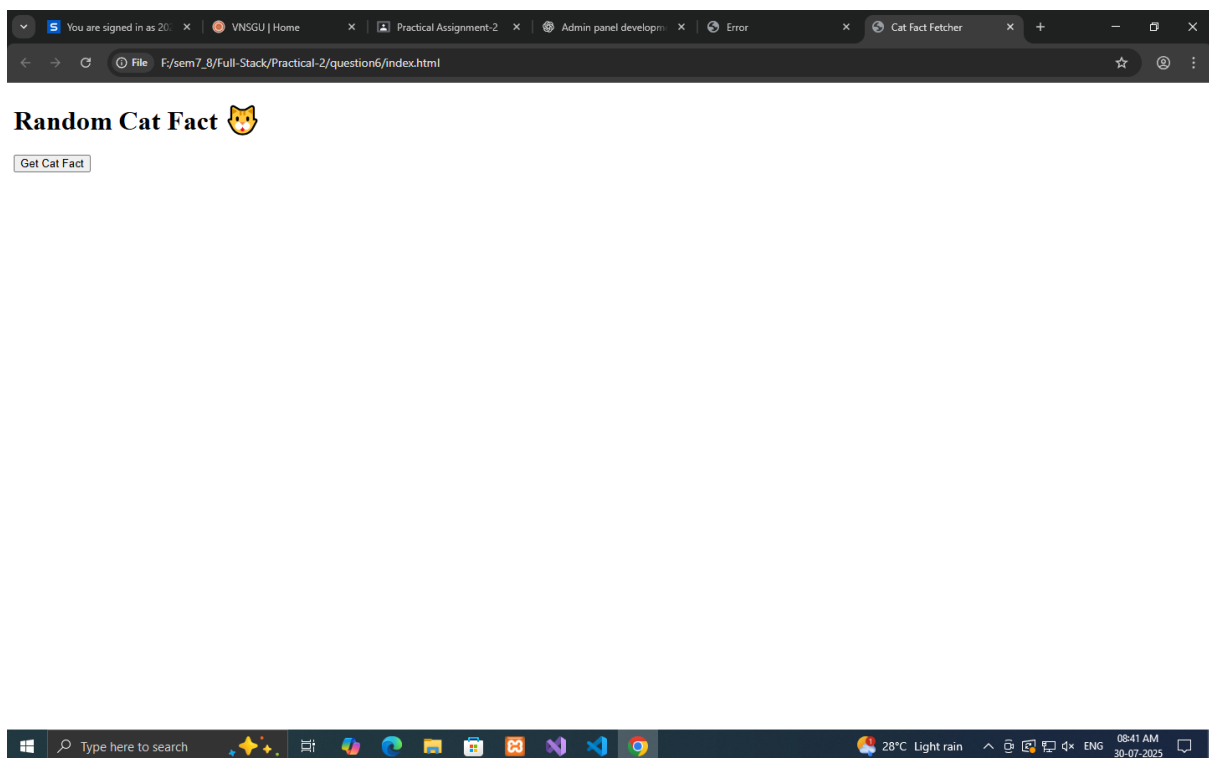 You are signed in as 20
VNSGU | Home
Practical Assignment-2
Admin panel developm
Error
Cat Fact Fetcher
File
F:/sem7_8/Full-Stack/Practical-2/question6/index.html
Random Cat Fact
Get Cat Fact
Type here to search
28°C Light rain
ENG
08:41 AM
30-07-2025